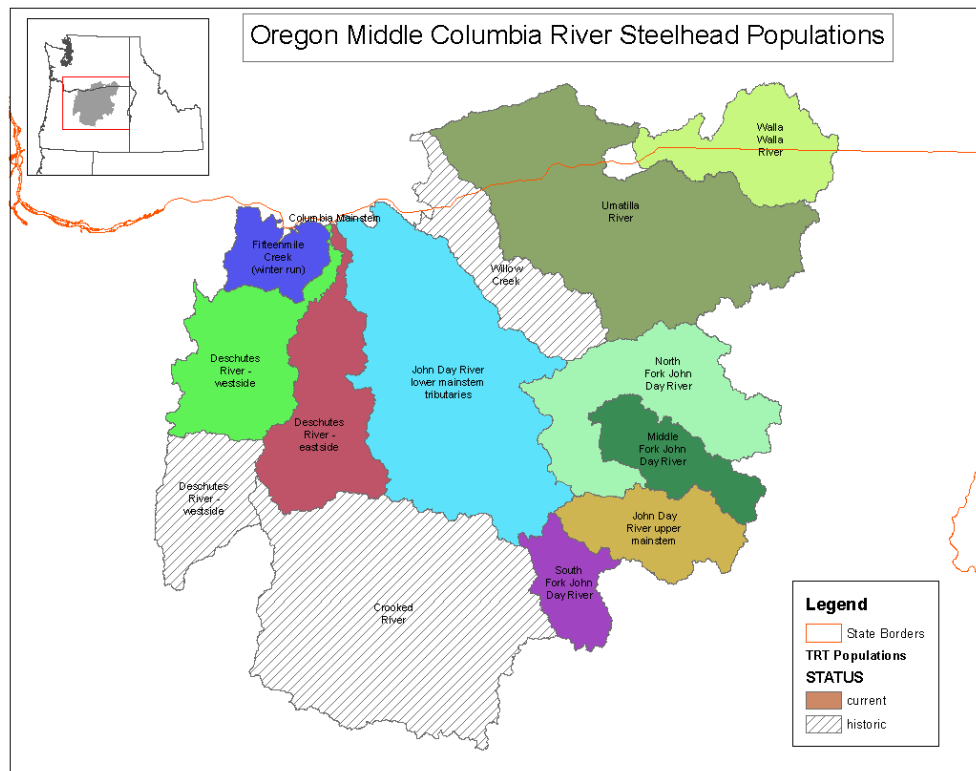 Oregon Middle Columbia River Steelhead Populations
Walla
Walla
River
Umatilla
River
Columbia Mainstem
Fifteenmile
Creek
(winter run)
Willow
Creek
Deschutes
River -
westside
John Day River
lower mainstem
tributaries
North
Fork John
Day River
Deschutes
River -
eastside
Middle
Fork John
Day River
Deschutes
River -
westside
John Day
River upper
mainstem
South
Fork John
Day River
Crooked
River
Legend
State Borders
TRT Populations
STATUS
current
historic